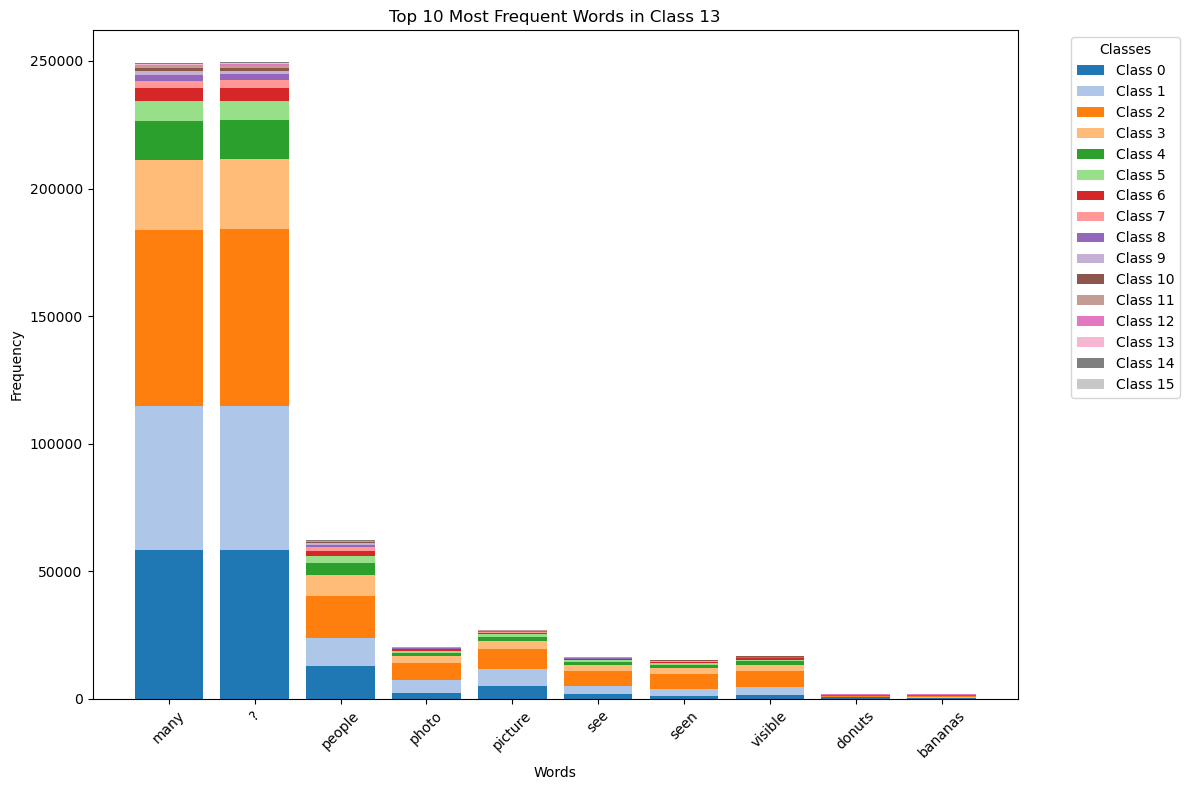 Top 10 Most Frequent Words in Class 13
Frequency
250000
200000
150000
100000
50000
0
many
?
people
photo
picture
see
seen
visible
donuts
bananas
Words
Classes
Class 0
Class 1
Class 2
Class 3
Class 4
Class 5
Class 6
Class 7
Class 8
Class 9
Class 10
Class 11
Class 12
Class 13
Class 14
Class 15